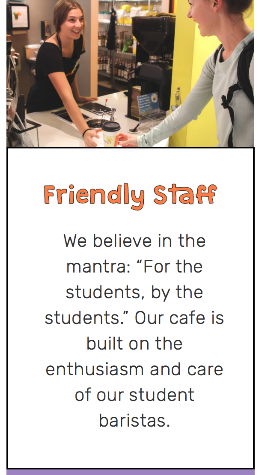 Friendly Staff
We believe in the
mantra: “For the
students, by the
students.” Our cafe is
built on the
enthusiasm and care
of our student
baristas.